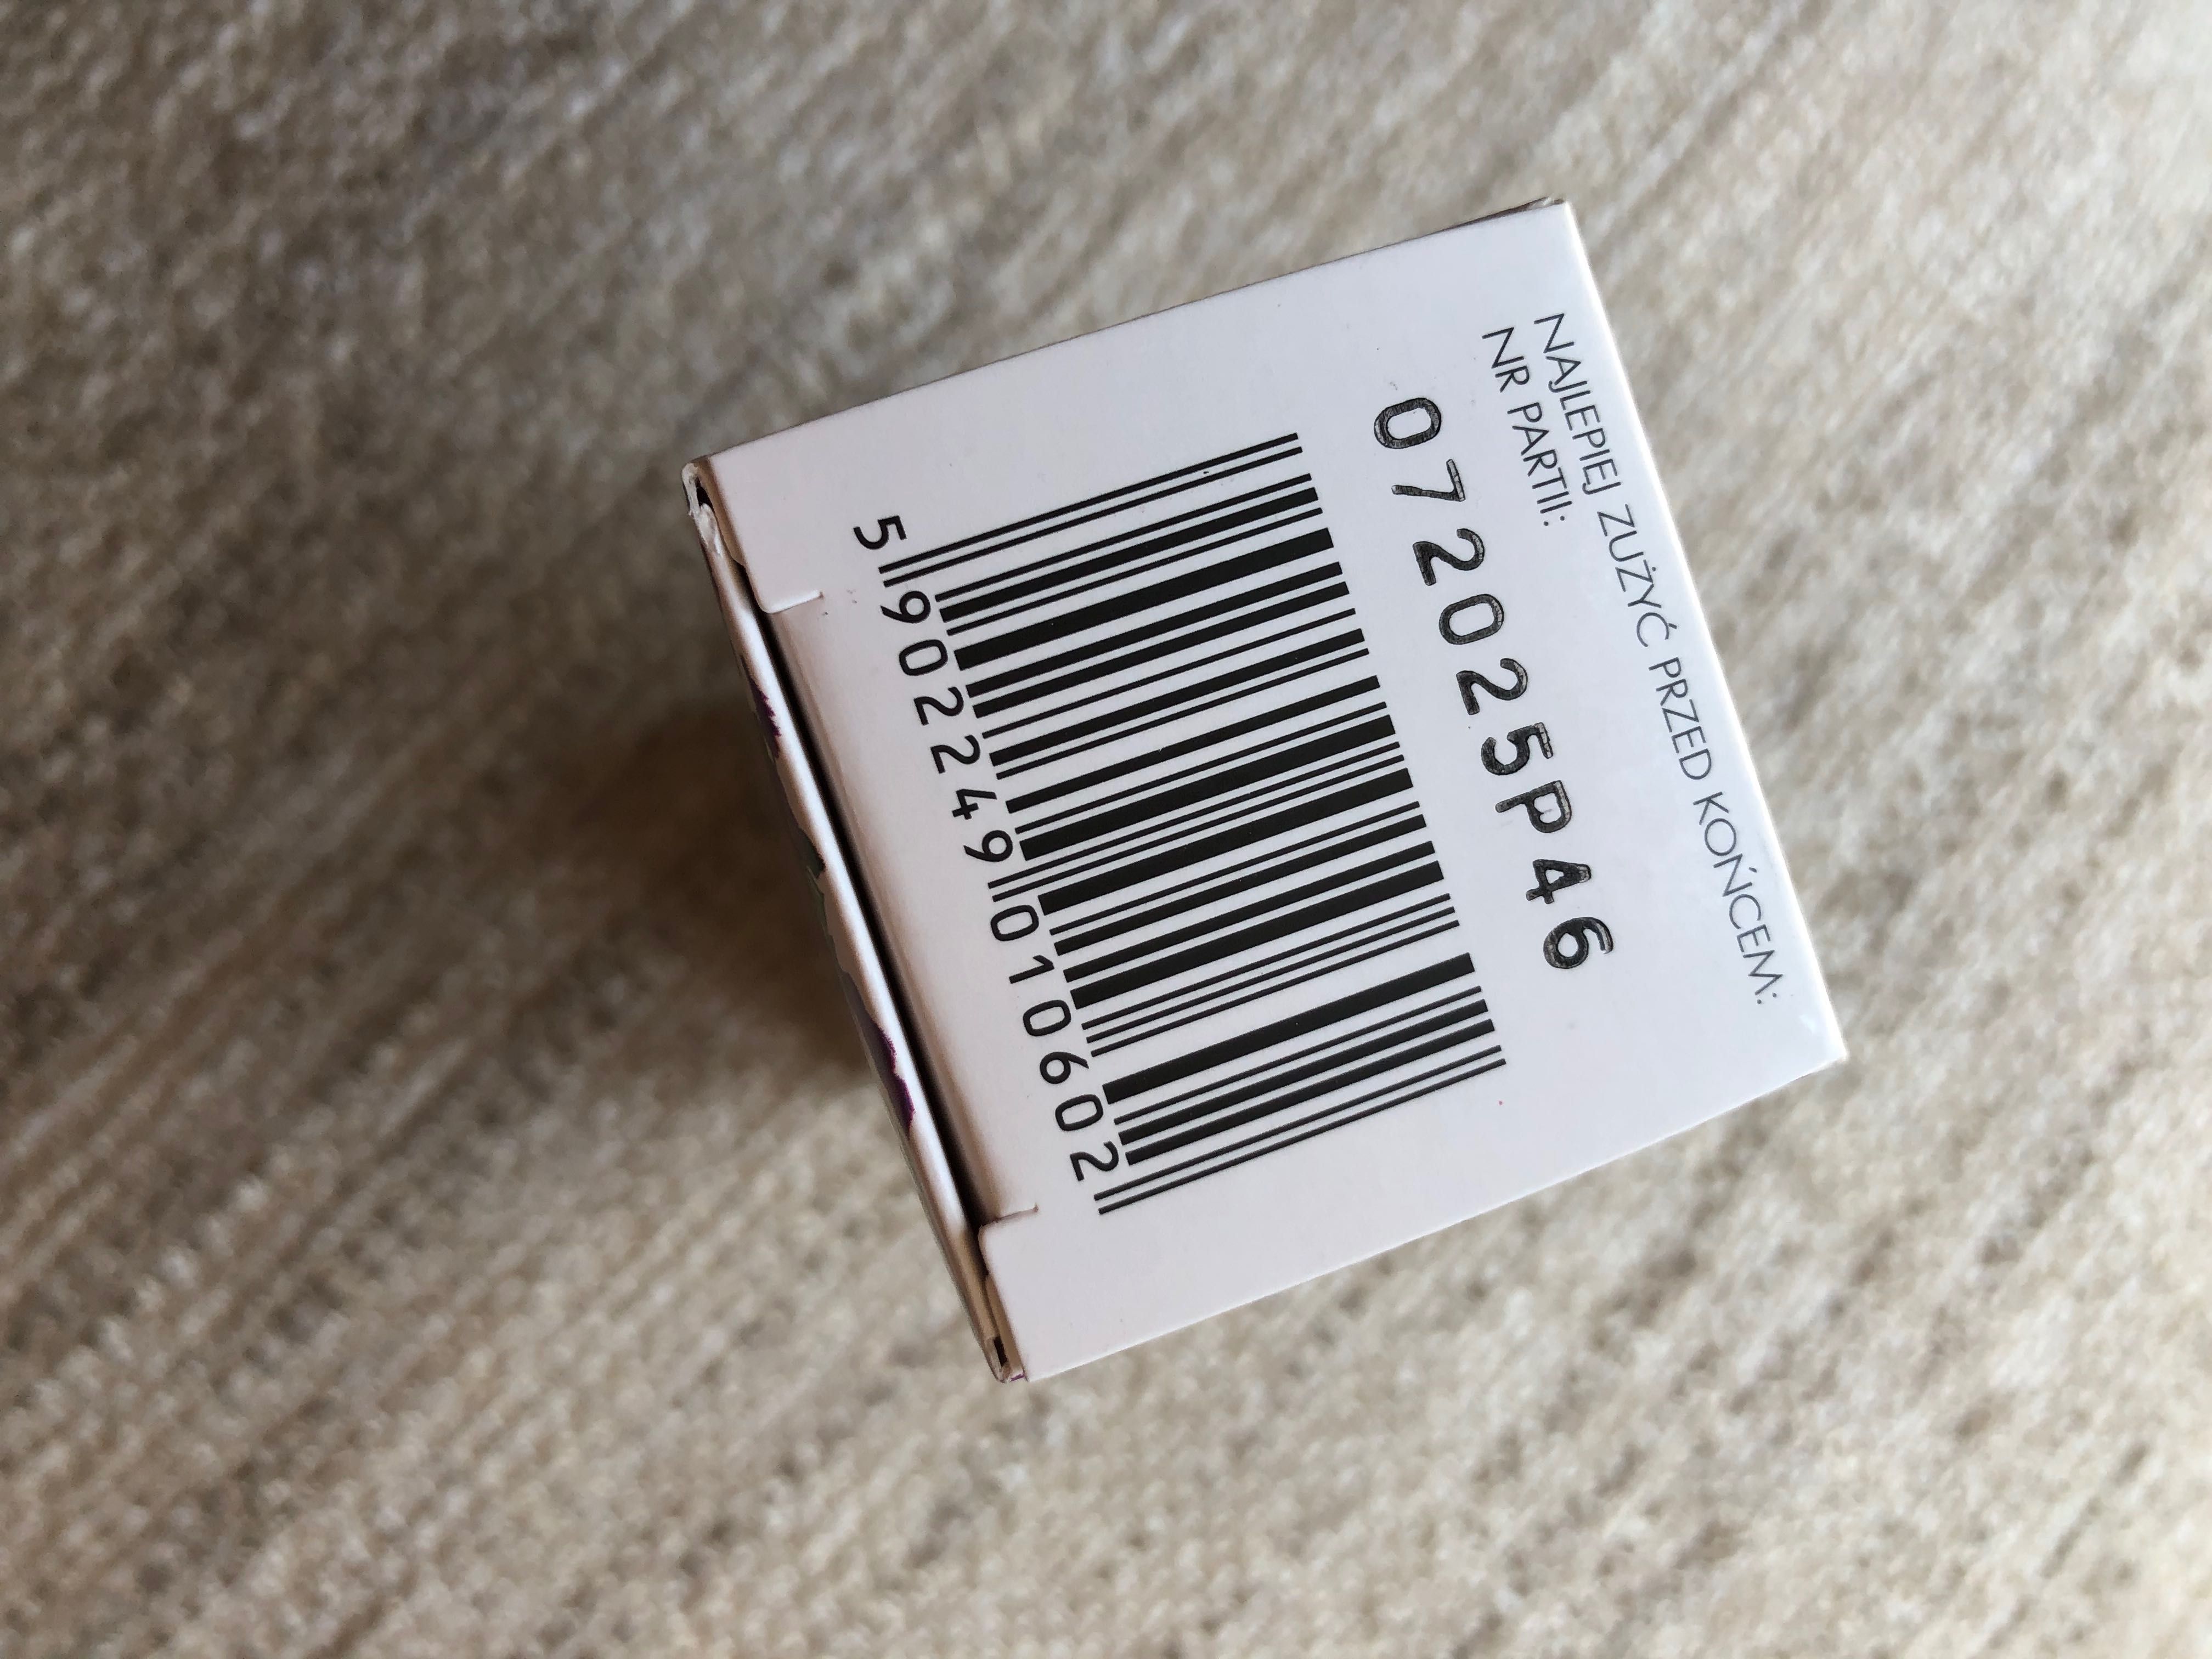 NAJLEPIEJ ZUŻYĆ PRZED KOŃCEM:
NR PARTII:
072025P46
5 902249 010602